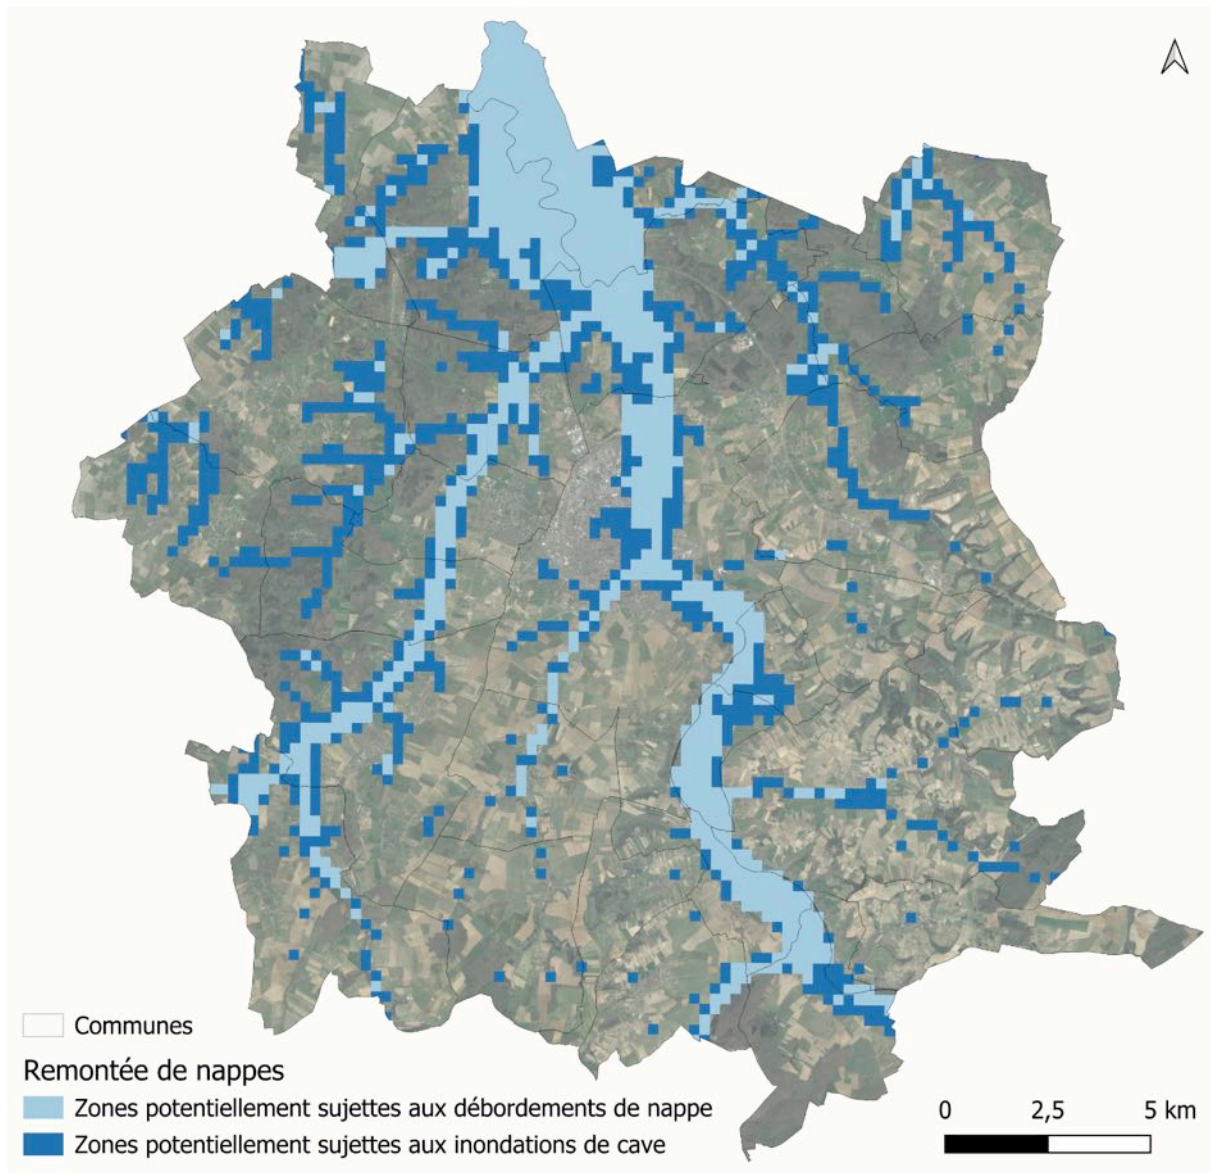 Communes
Remontée de nappes
Zones potentiellement sujettes aux débordements de nappe
Zones potentiellement sujettes aux inondations de cave
0 2,5 5 km